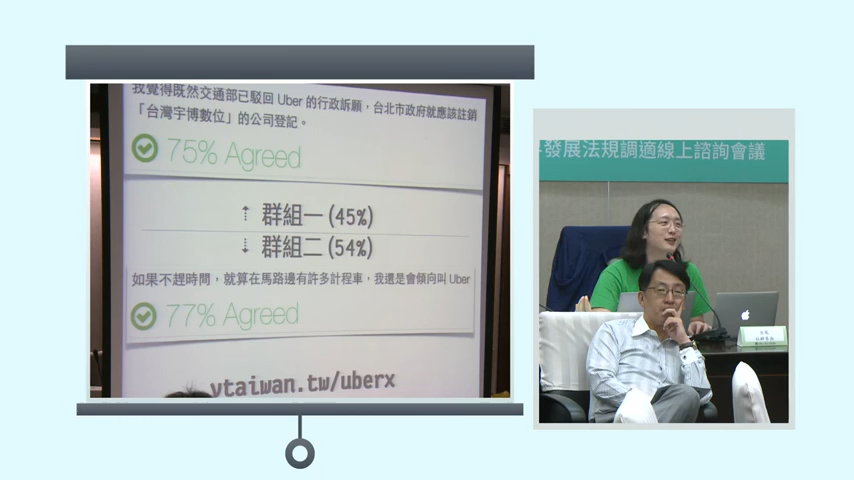 我覺得既然交通部已駁回 Uber 的行政訴願，台北市政府就應該註銷
「台灣宇博數位」的公司登記。
75% Agreed
⇡ 群組一 (45%)
⇣ 群組二 (54%)
如果不趕時間，就算在馬路邊有許多計程車，我還是會傾向叫 Uber
77% Agreed
vtaiwan.tw/uberx
發展法規調適線上諮詢會議